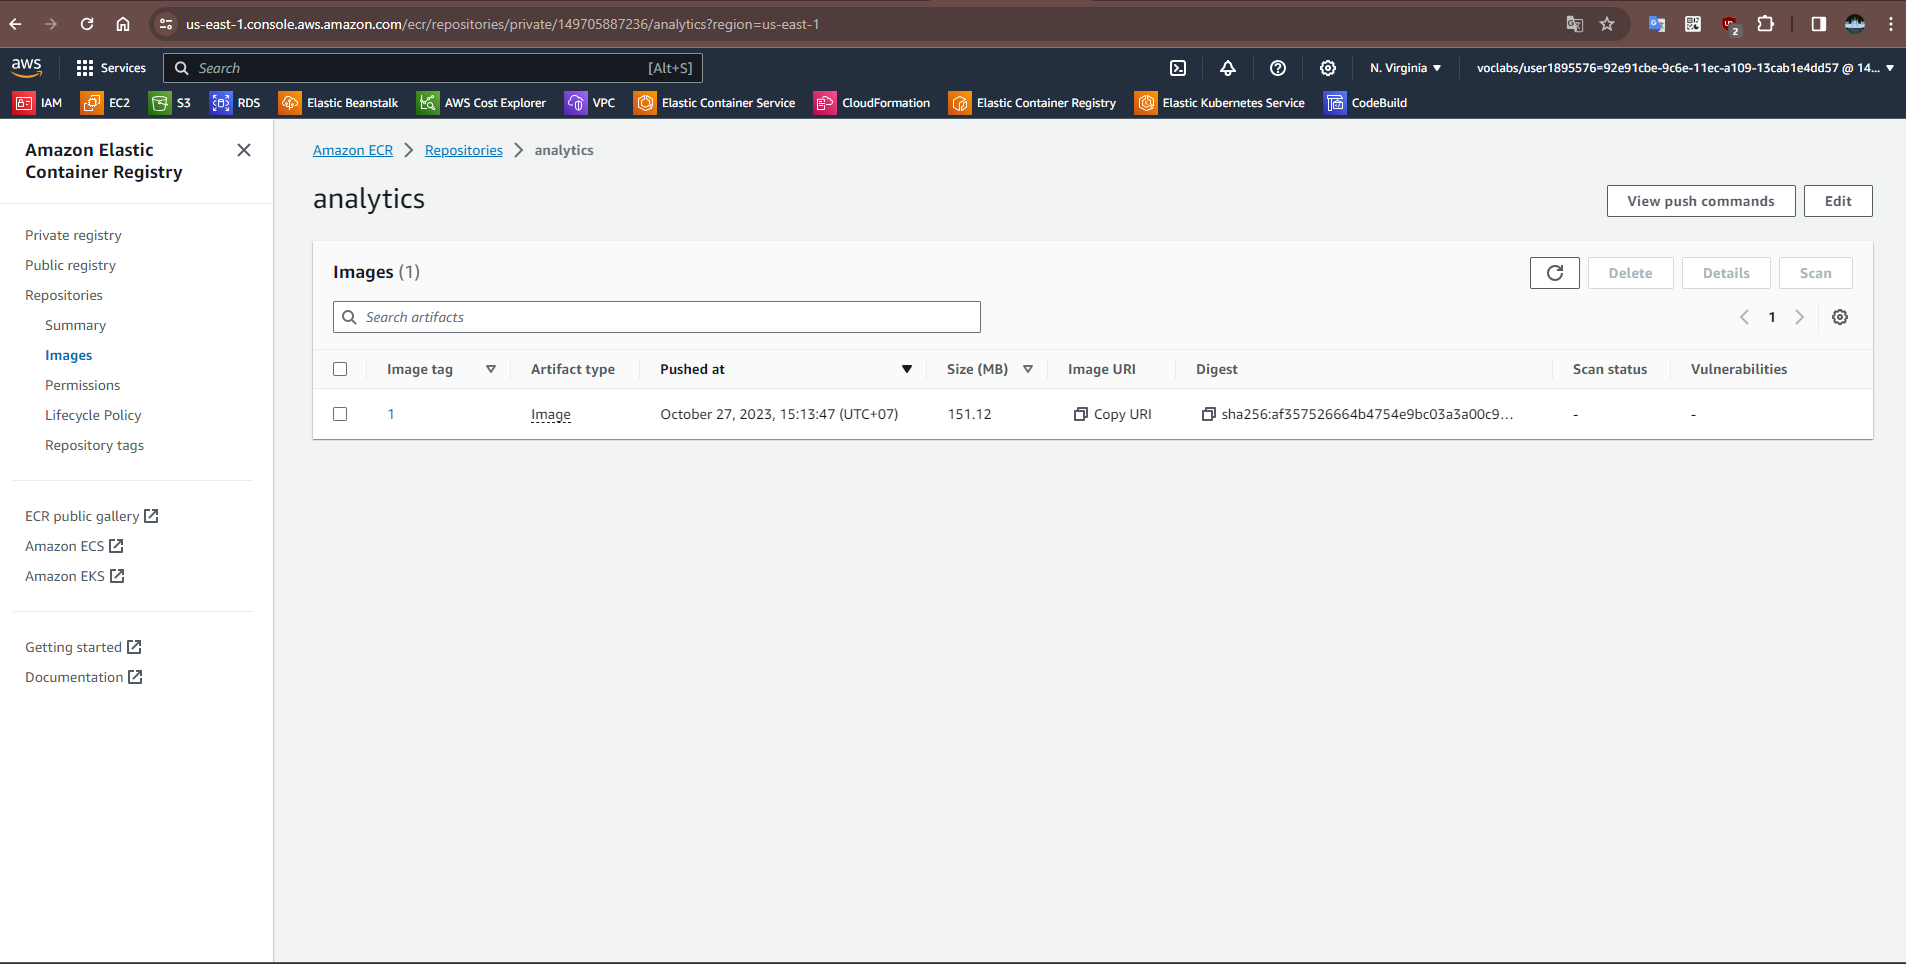 us-east-1.console.aws.amazon.com/ecr/repositories/private/149705887236/analytics?region=us-east-1
2
aws
Services
Search
[Alt+S]
N. Virginia
voclabs/user1895576=92e91cbe-9c6e-11ec-a109-13cab1e4dd57 @ 14...
IAM
EC2
S3
RDS
Elastic Beanstalk
AWS Cost Explorer
VPC
Elastic Container Service
CloudFormation
Elastic Container Registry
Elastic Kubernetes Service
CodeBuild
Amazon Elastic
Container Registry
Private registry
Public registry
Repositories
Summary
Images
Permissions
Lifecycle Policy
Repository tags
ECR public gallery
Amazon ECS
Amazon EKS
Getting started
Documentation
Amazon ECR
Repositories
analytics
analytics
View push commands
Edit
Images (1)
Delete
Details
Scan
Search artifacts
1
Image tag
Artifact type
Pushed at
Size (MB)
Image URI
Digest
Scan status
Vulnerabilities
1
Image
October 27, 2023, 15:13:47 (UTC+07)
151.12
Copy URI
sha256:af357526664b4754e9bc03a3a00c9...
-
-